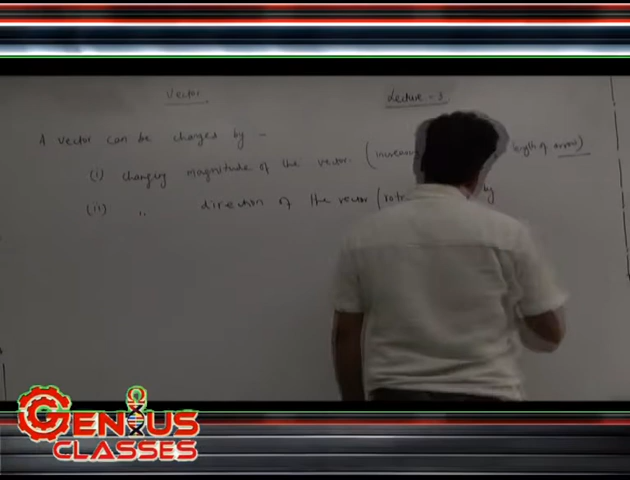 Vector
Lecture - 3
A vector can be changed by -
(i) changing magnitude of the vector. (increasing length of arrow)
(ii) " direction of the vector ( by
GENIUS
CLASSES